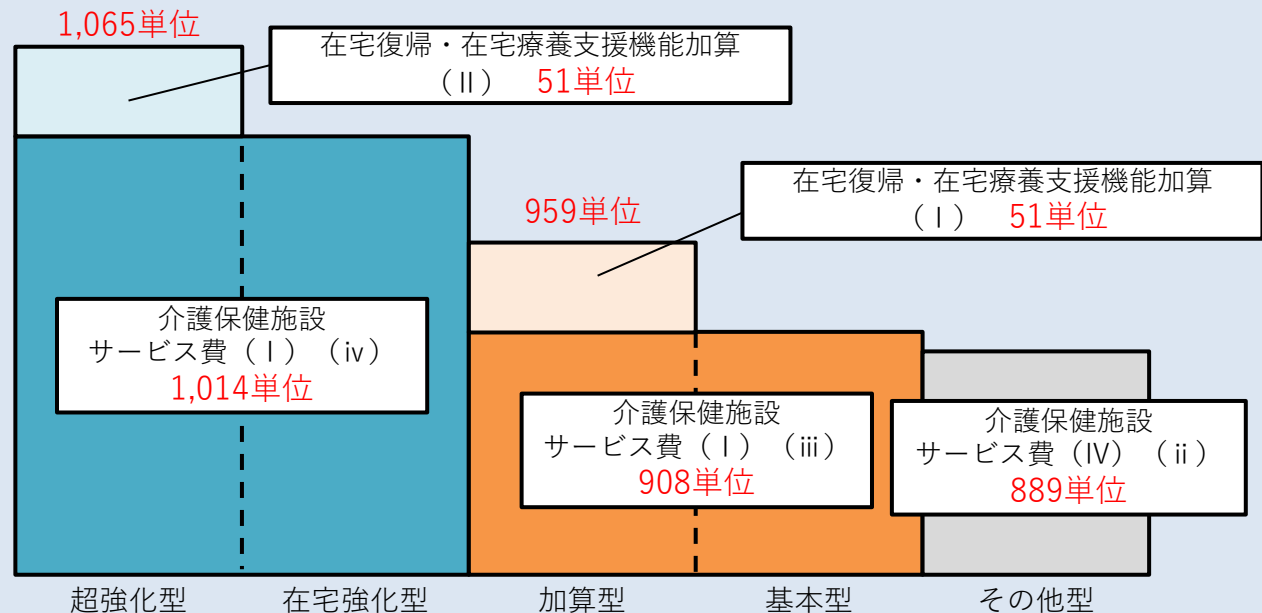 1,065単位
在宅復帰・在宅療養支援機能加算
（Ⅱ） 51単位
在宅復帰・在宅療養支援機能加算
（Ⅰ） 51単位
959単位
介護保健施設
サービス費（Ⅰ）（ⅳ）
1,014単位
介護保健施設
サービス費（Ⅰ）（ⅲ）
908単位
介護保健施設
サービス費（Ⅳ）（ⅱ）
889単位
超強化型
在宅強化型
加算型
基本型
その他型